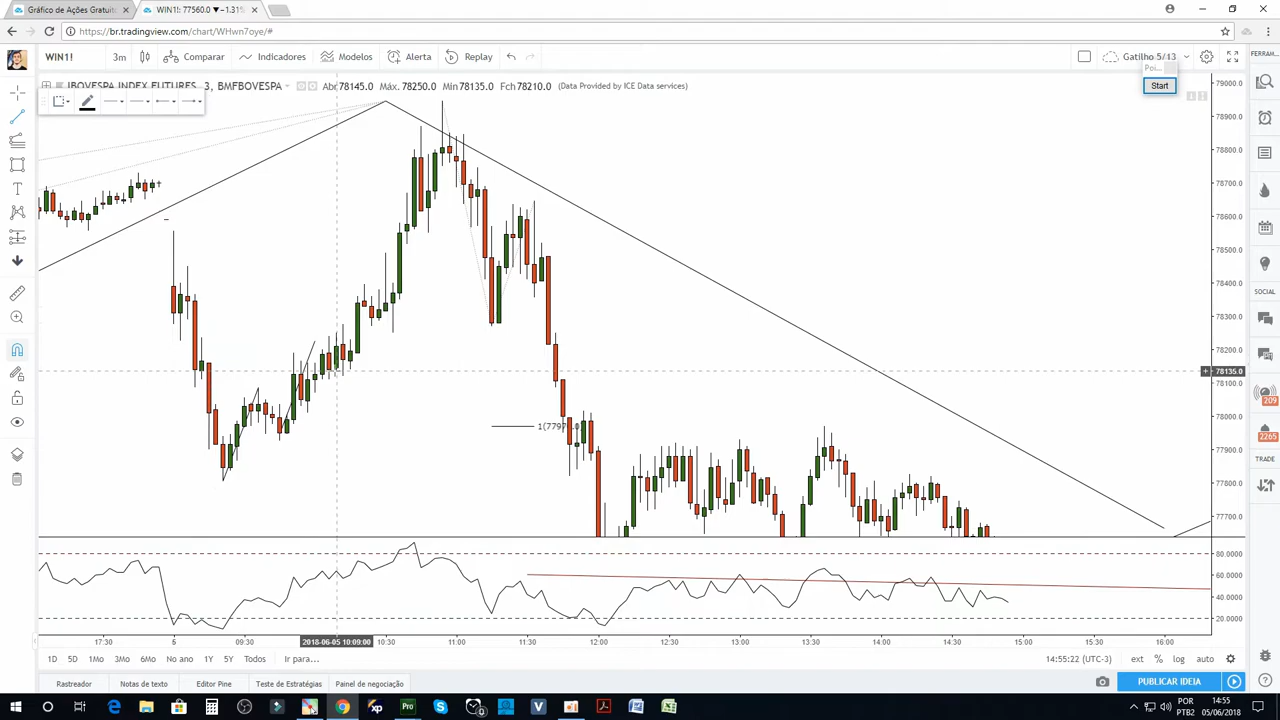 Gráfico de Ações Gratuit
WIN1!: 77560.0 ▼ −1.31%
https://br.tradingview.com/chart/WHwn7oye/#
WIN1!
3m
Comparar
Indicadores
Modelos
Alerta
Replay
Gatilho 5/13
Poi...
Start
FERRAM...
IBOVESPA INDEX FUTURES, 3, BMFBOVESPA
Abr 78145.0 Máx. 78250.0 Min 78135.0 Fch 78210.0 (Data Provided by ICE Data services)
79000.0
78900.0
78800.0
78700.0
78600.0
78500.0
78400.0
78300.0
78200.0
78135.0
78100.0
78000.0
77900.0
77800.0
77700.0
80.0000
60.0000
40.0000
20.0000
SOCIAL
209
2265
TRADE
17:30
6
09:30
2018-06-05 10:09:00
10:30
11:00
11:30
12:00
12:30
13:00
13:30
14:00
14:30
15:00
15:30
16:00
1D 5D 1Mo 3Mo 6Mo No ano 1Y 5Y Todos Ir para...
14:55:22 (UTC-3) ext % log auto
Rastreador Notas de texto Editor Pine Teste de Estratégias Painel de negociação
PUBLICAR IDEIA
Pro
xp
POR
PTB2
14:55
05/06/2018